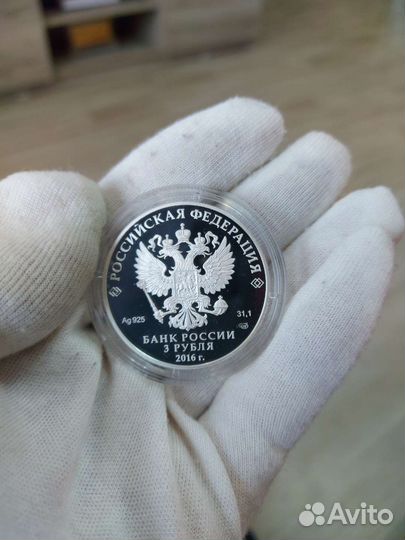 РОССИЙСКАЯ ФЕДЕРАЦИЯ
Ag 925
31,1
БАНК РОССИИ
3 РУБЛЯ
2016 г.
Avito